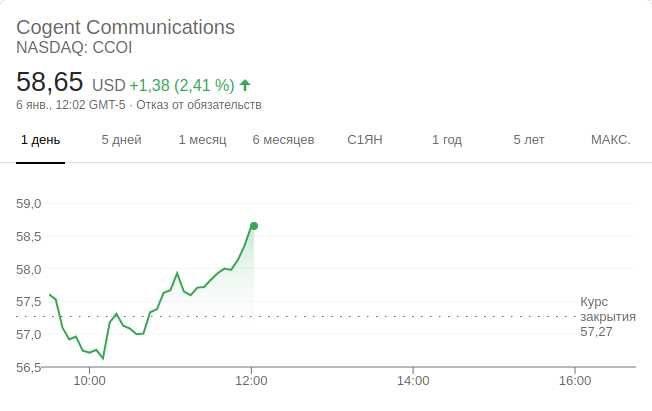 Cogent Communications
NASDAQ: CCOI
58,65 USD +1,38 (2,41 %)
6 янв., 12:02 GMT-5 · Отказ от обязательств
1 день 5 дней 1 месяц 6 месяцев С1ЯН 1 год 5 лет МАКС.
59,0
58,5
58,0
57,5
57,0
56,5
Курс
закрытия
57,27
10:00 12:00 14:00 16:00